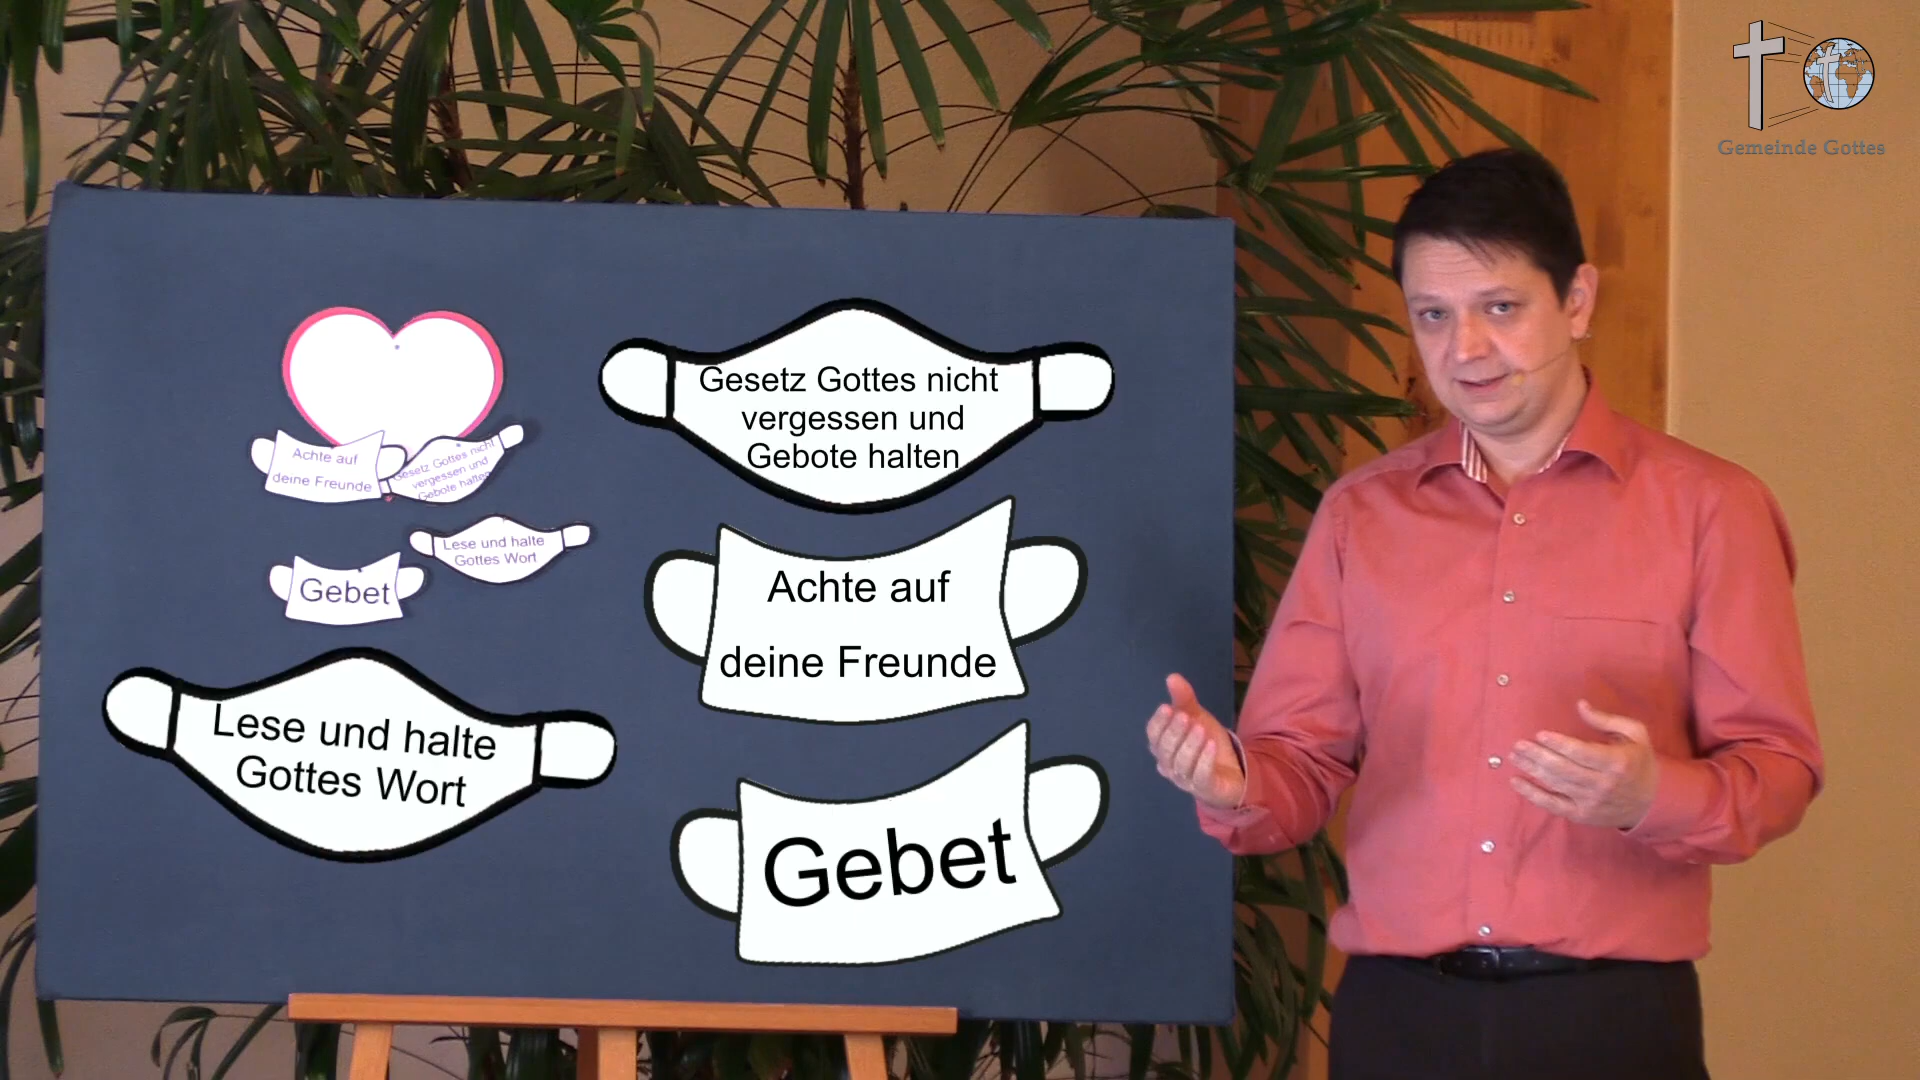 Gemeinde Gottes
Achte auf
deine Freunde
Gesetz Gottes nicht
vergessen und
Gebote halten
Lese und halte
Gottes Wort
Gebet
Gesetz Gottes nicht
vergessen und
Gebote halten
Achte auf
deine Freunde
Lese und halte
Gottes Wort
Gebet